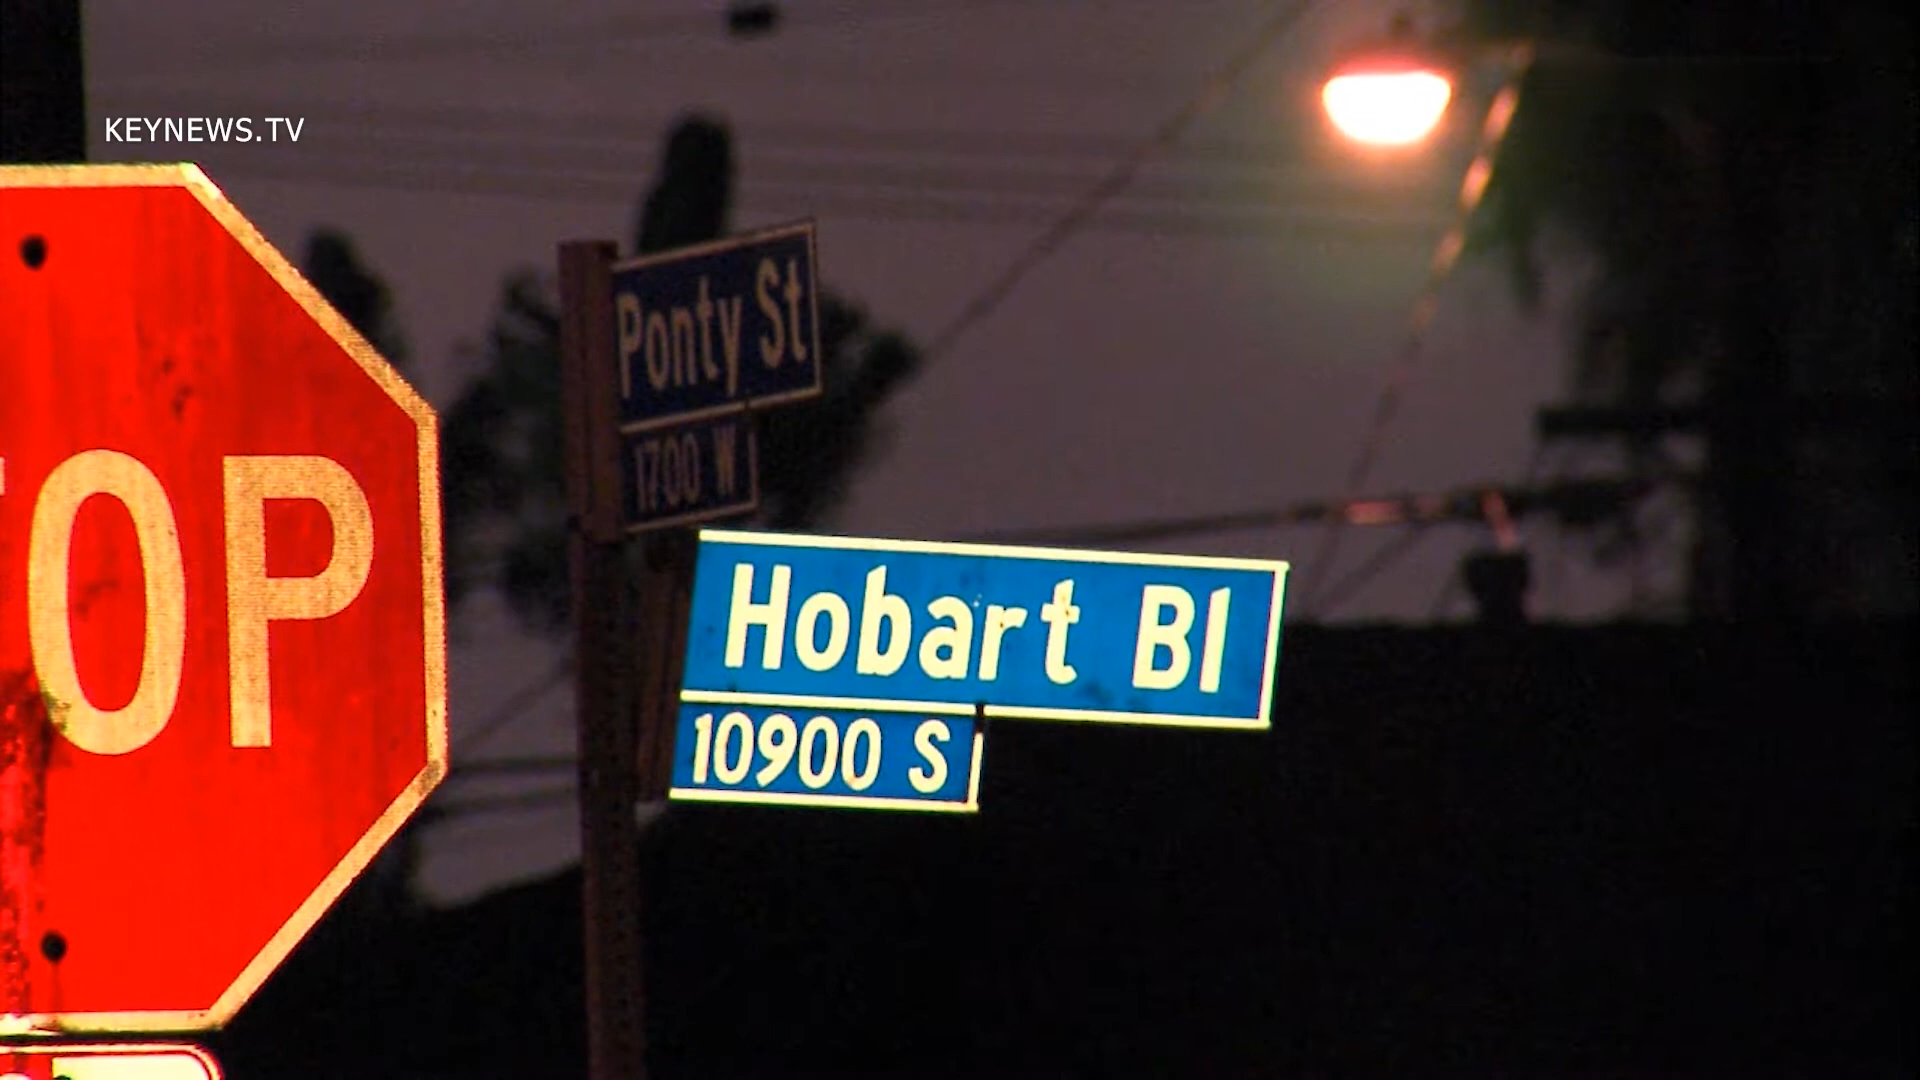 KEYNEWS.TV
OP
Ponty St
1700 W
Hobart Bl
10900 S